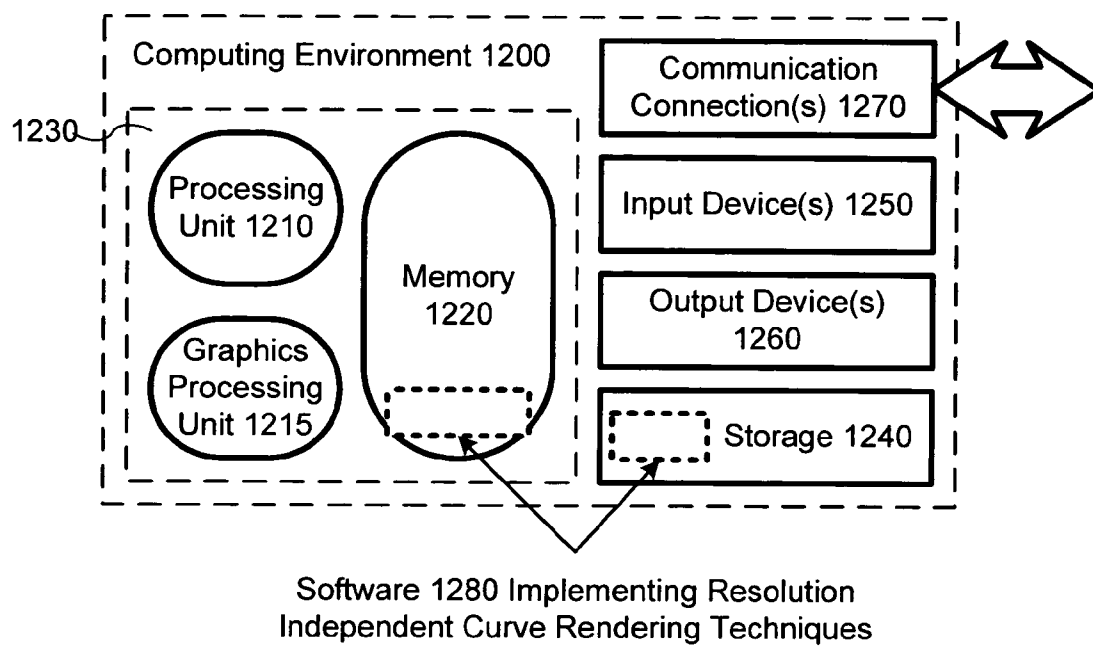 Computing Environment 1200
1230
Processing
Unit 1210
Graphics
Processing
Unit 1215
Memory
1220
Communication
Connection(s) 1270
Input Device(s) 1250
Output Device(s)
1260
Storage 1240
Software 1280 Implementing Resolution
Independent Curve Rendering Techniques